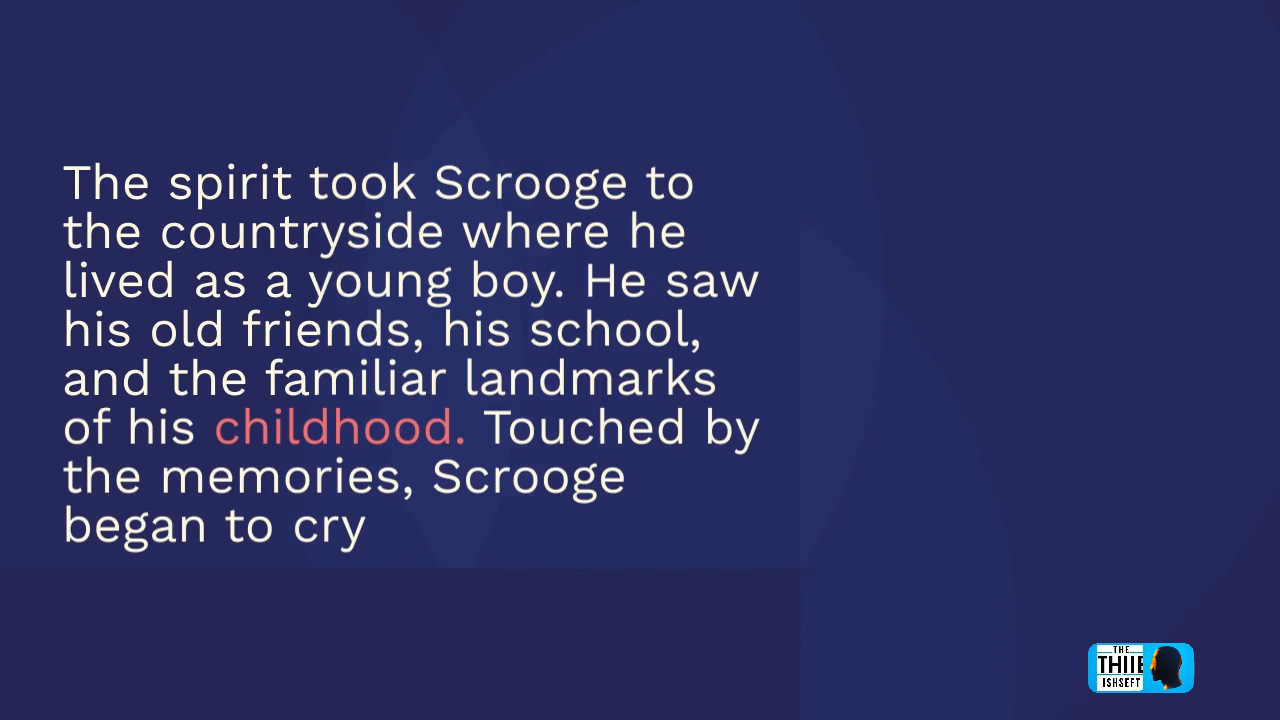 The spirit took Scrooge to
the countryside where he
lived as a young boy. He saw
his old friends, his school,
and the familiar landmarks
of his childhood. Touched by
the memories, Scrooge
began to cry
THE
THIIE
ISHSEFT